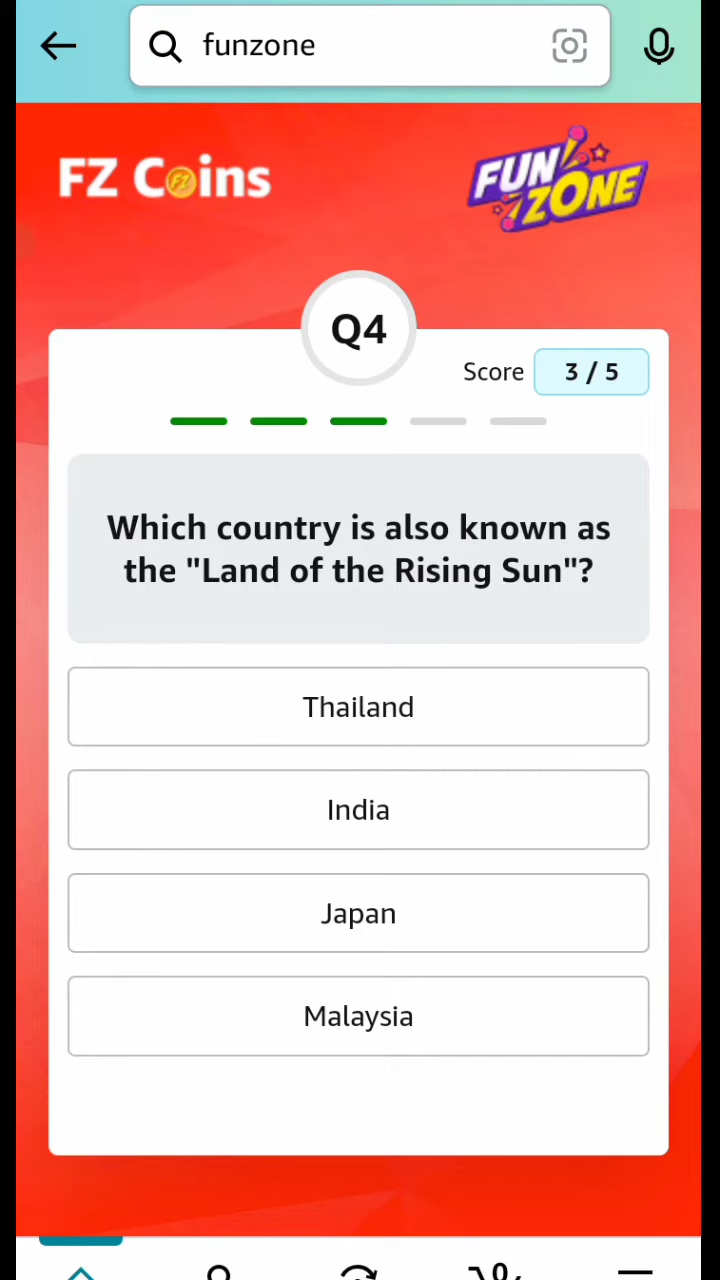 funzone
FZ Coins
FUN
ZONE
Q4
Score 3 / 5
Which country is also known as
the "Land of the Rising Sun"?
Thailand
India
Japan
Malaysia